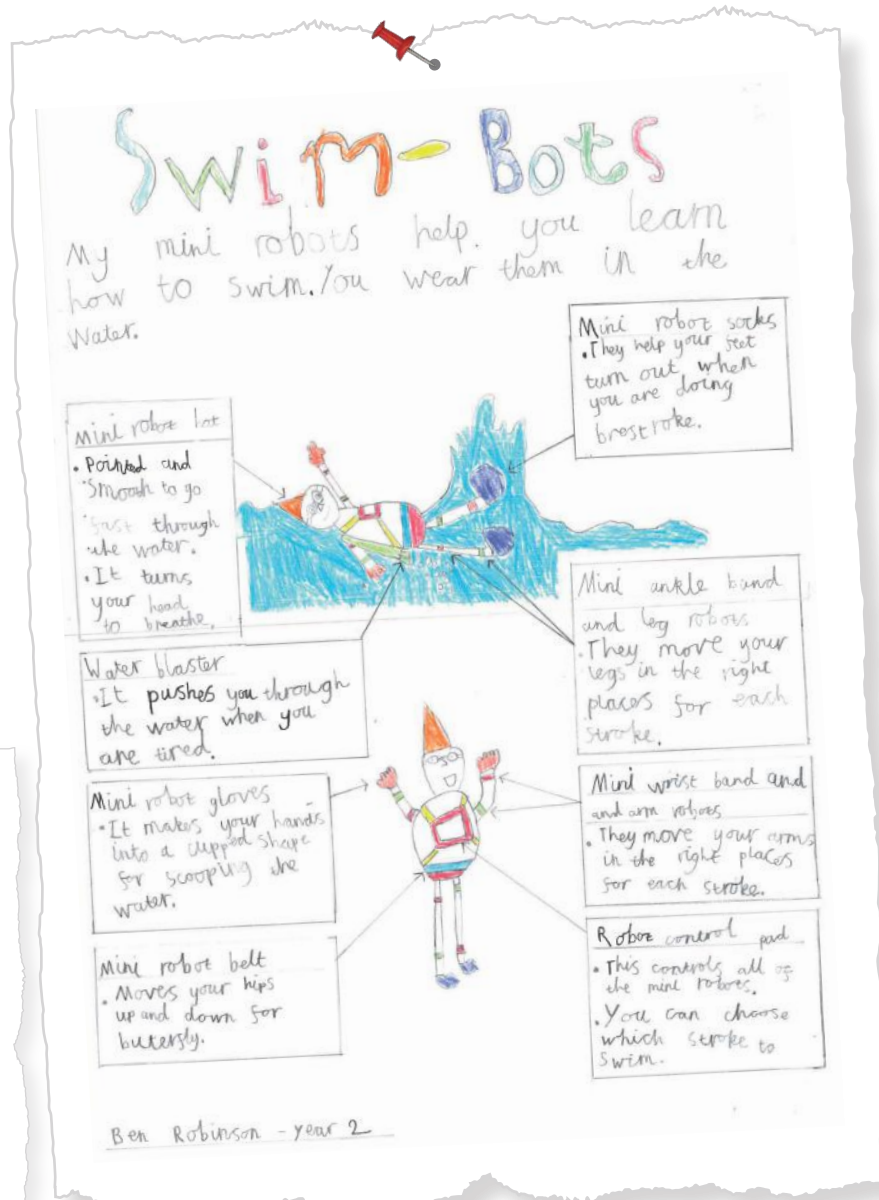 Swim-Bots
My mini robots help. you learn
how to swim. You wear them in the
Water.
Mini robot socks
• They help your feet
turn out when
you are doing
brestroke.
Mini robot hat
• Pointed and
Smooth to go
fast through
the water.
• It turns
your head
to breathe.
Mini ankle band
and leg robots
• They move your
legs in the right
places for each
stroke.
Water blaster
• It pushes you through
the water when you
are tired.
Mini robot gloves
• It makes your hands
into a cupped shape
for scooping the
water.
Mini wrist band and
and arm robots
• They move your arms
in the right places
for each stroke.
Mini robot belt
• Moves your hips
up and down for
buterfly.
Robot control pad
• This controls all of
the mini robots.
• You can choose
which stroke to
swim.
Ben Robinson - year 2